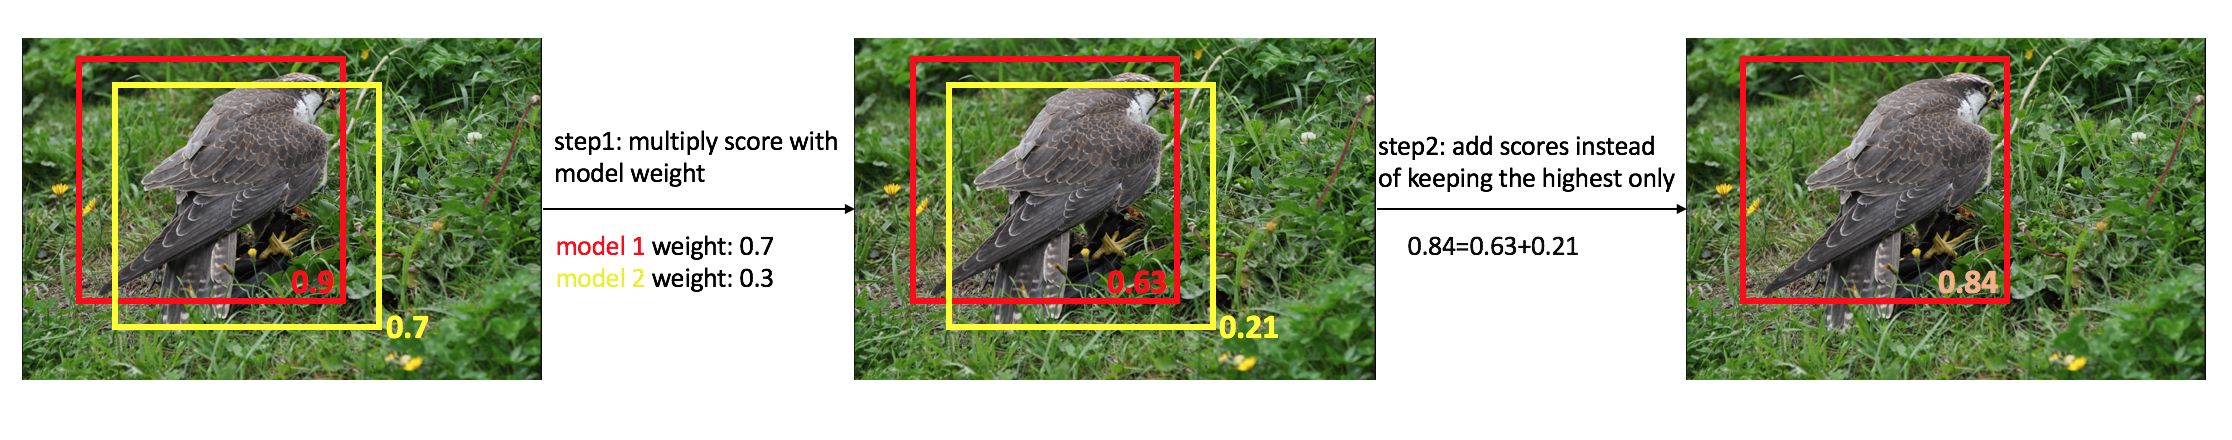 0.9
0.7
step1: multiply score with
model weight
model 1 weight: 0.7
model 2 weight: 0.3
0.63
0.21
step2: add scores instead
of keeping the highest only
0.84=0.63+0.21
0.84